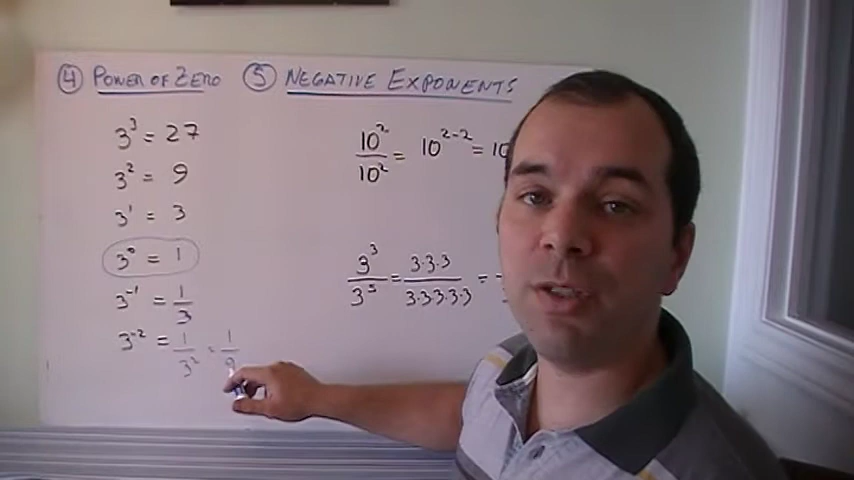 ④ POWER OF ZERO
3³ = 27
3² = 9
3¹ = 3
3⁰ = 1
3⁻¹ = 1/3
3⁻² = 1/3² = 1/9
⑤ NEGATIVE EXPONENTS
10²/10² = 10²⁻² = 10
3³/3⁵ = 3·3·3/3·3·3·3·3 =